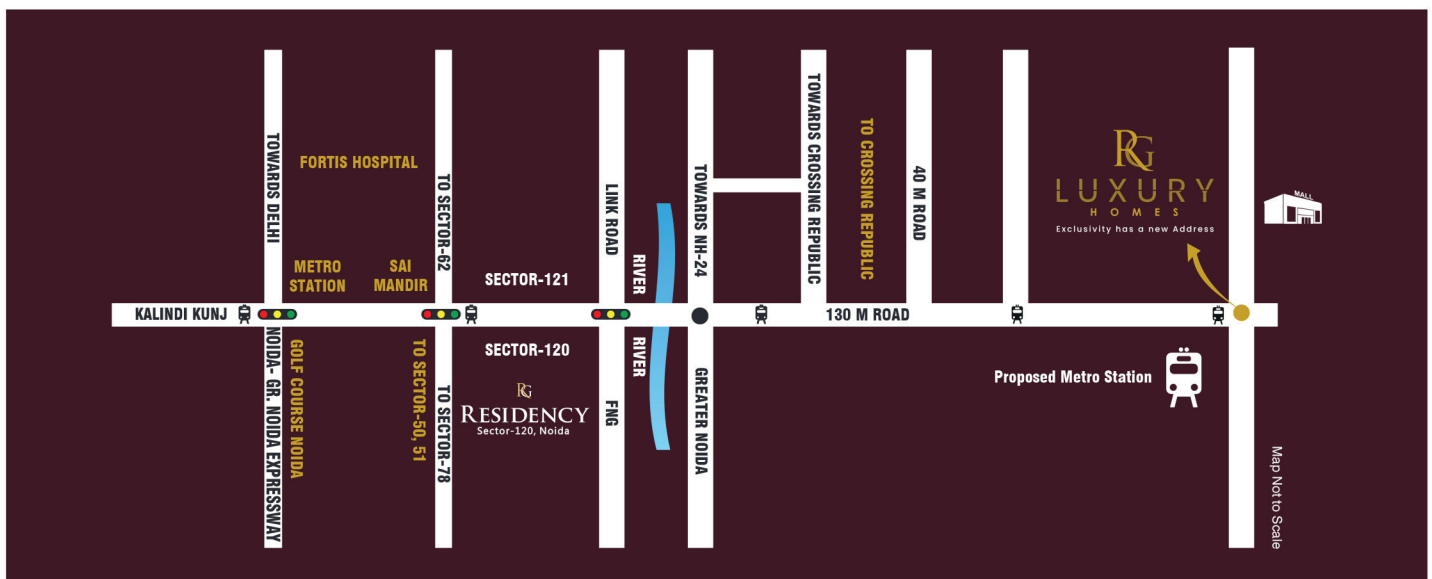 TOWARDS DELHI
FORTIS HOSPITAL
METRO
STATION
SAI
MANDIR
TO SECTOR-62
SECTOR-121
LINK ROAD
RIVER
TOWARDS NH-24
TOWARDS CROSSING REPUBLIC
TO CROSSING REPUBLIC
40 M ROAD
RG
LUXURY
HOMES
Exclusivity has a new Address
MALL
KALINDI KUNJ
130 M ROAD
NOIDA- GR. NOIDA EXPRESSWAY
GOLF COURSE NOIDA
TO SECTOR-50, 51
TO SECTOR-78
SECTOR-120
RG
RESIDENCY
Sector-120, Noida
FNG
RIVER
GREATER NOIDA
Proposed Metro Station
Map Not to Scale